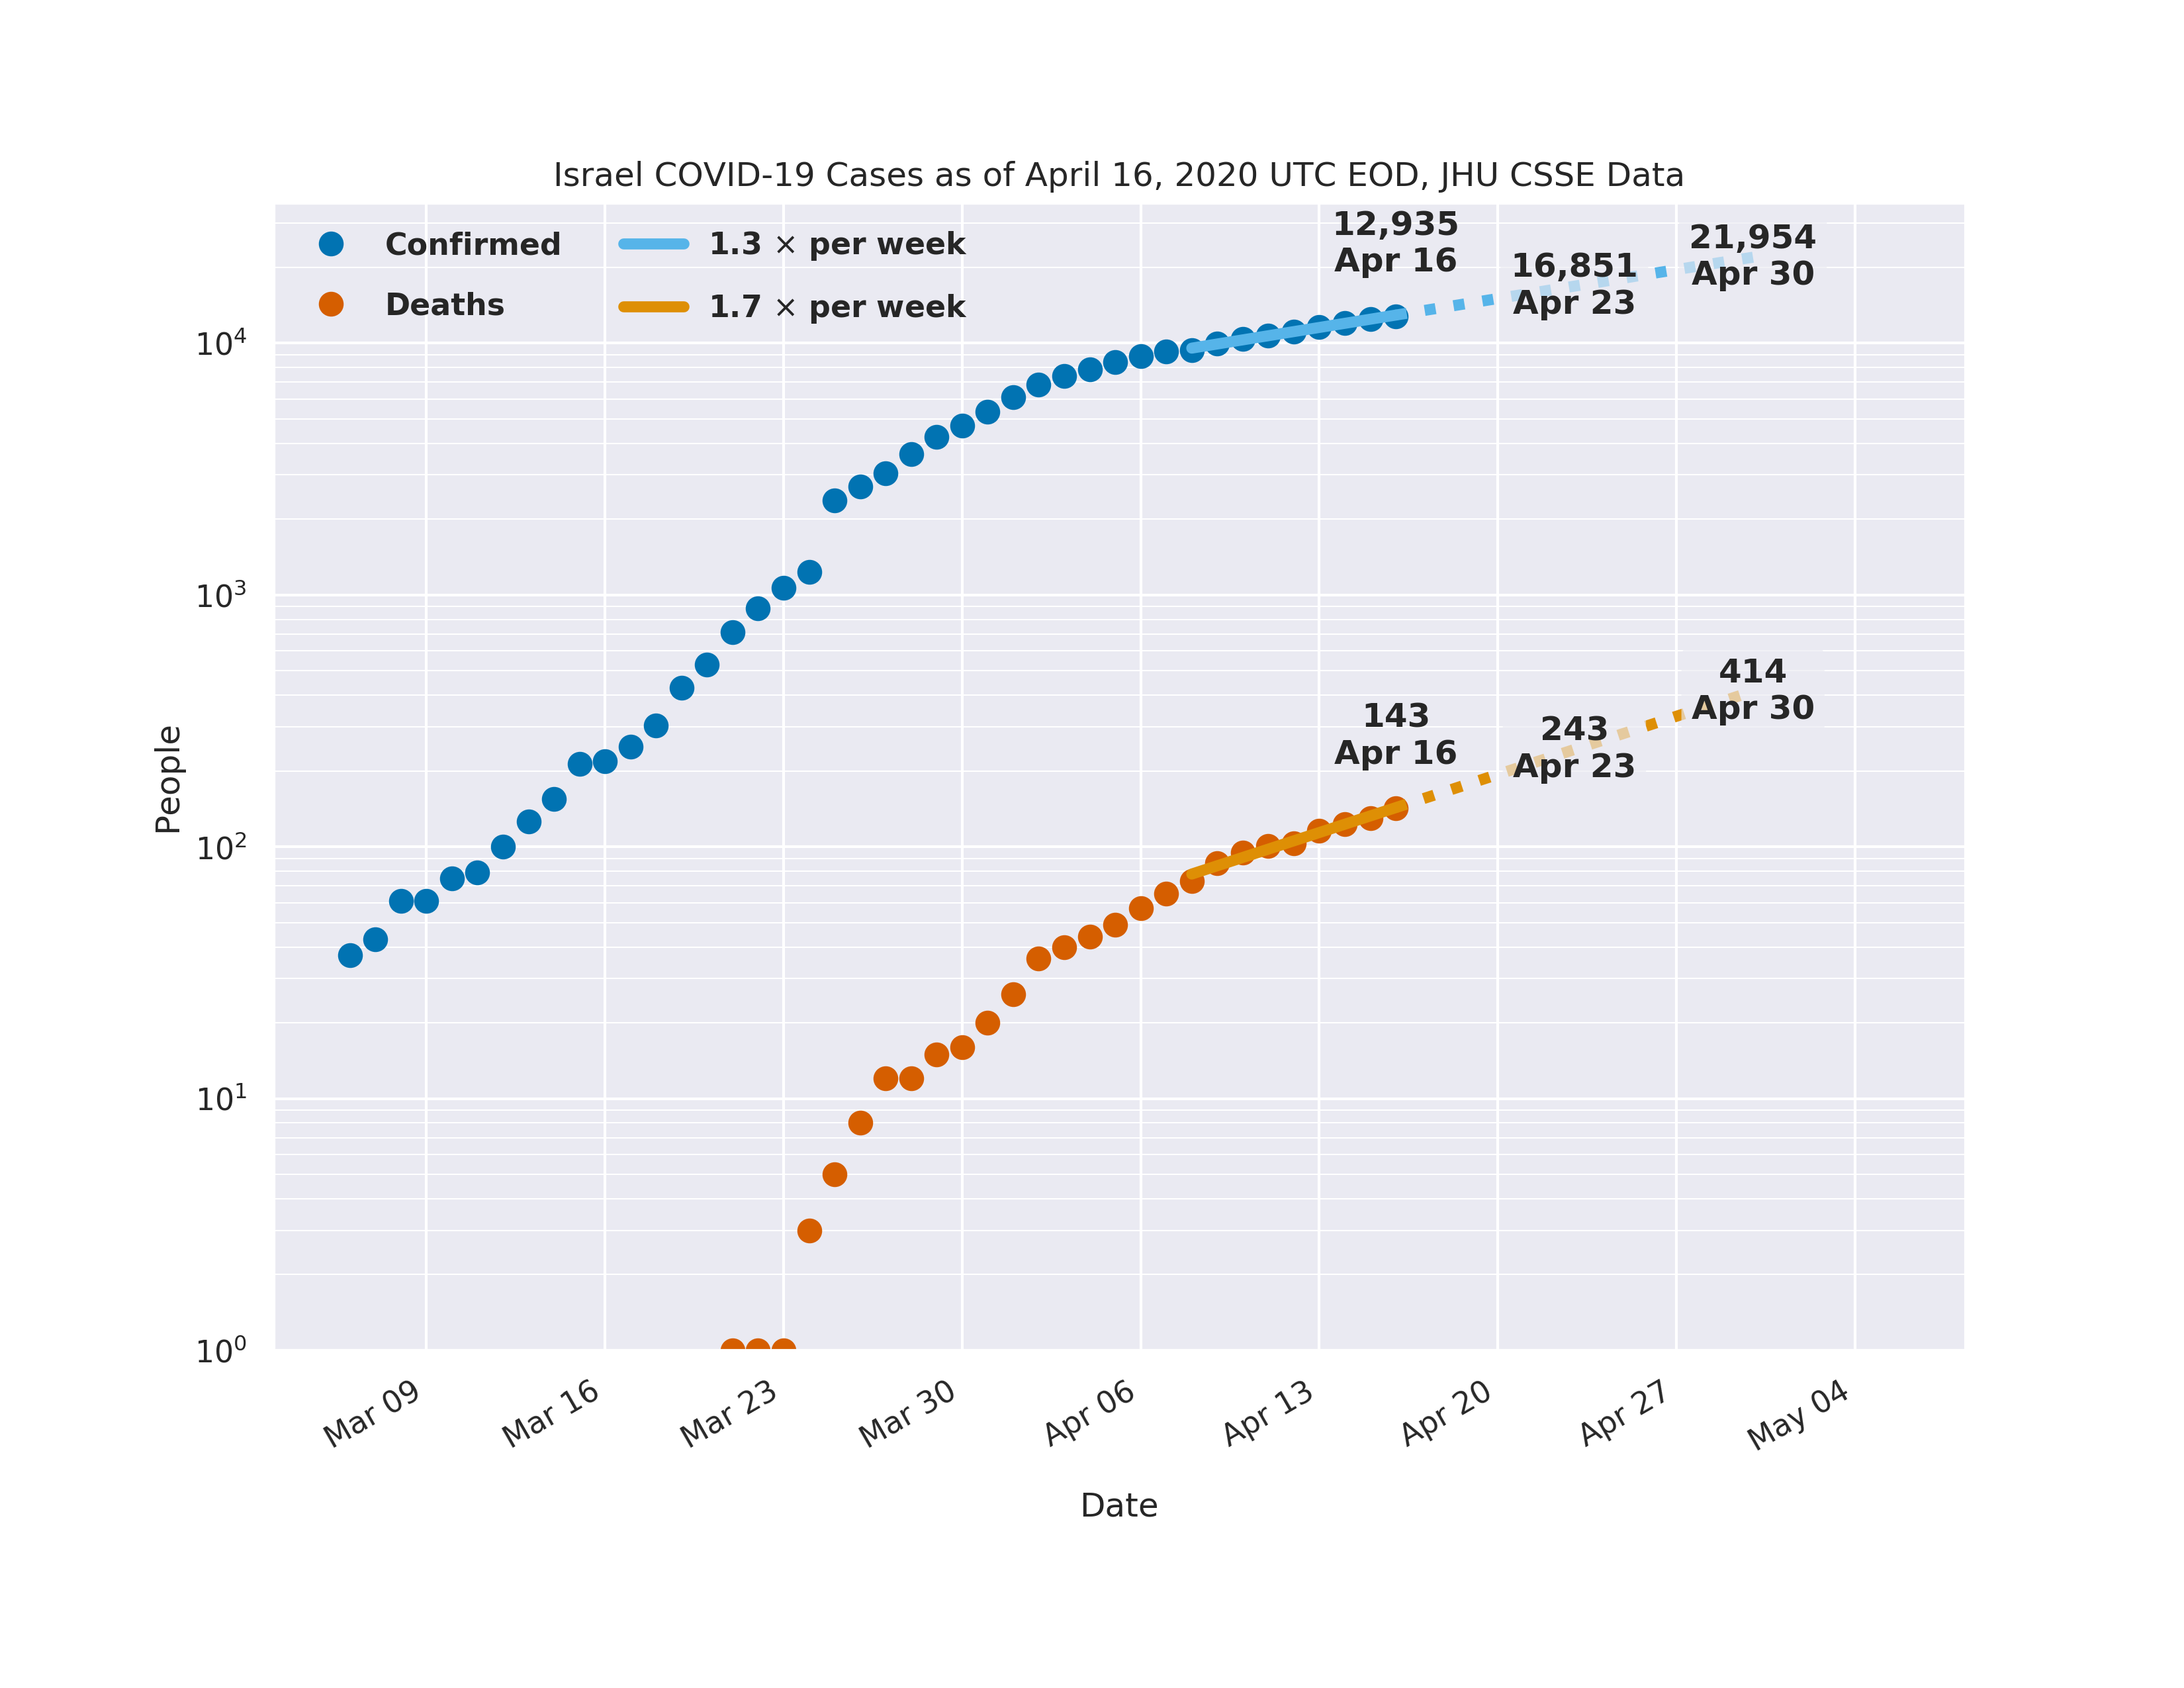 Israel COVID-19 Cases as of April 16, 2020 UTC EOD, JHU CSSE Data
Confirmed
Deaths
1.3 × per week
1.7 × per week
12,935
Apr 16
16,851
Apr 23
21,954
Apr 30
143
Apr 16
243
Apr 23
414
Apr 30
People
10⁴
10³
10²
10¹
10⁰
Mar 09
Mar 16
Mar 23
Mar 30
Apr 06
Apr 13
Apr 20
Apr 27
May 04
Date